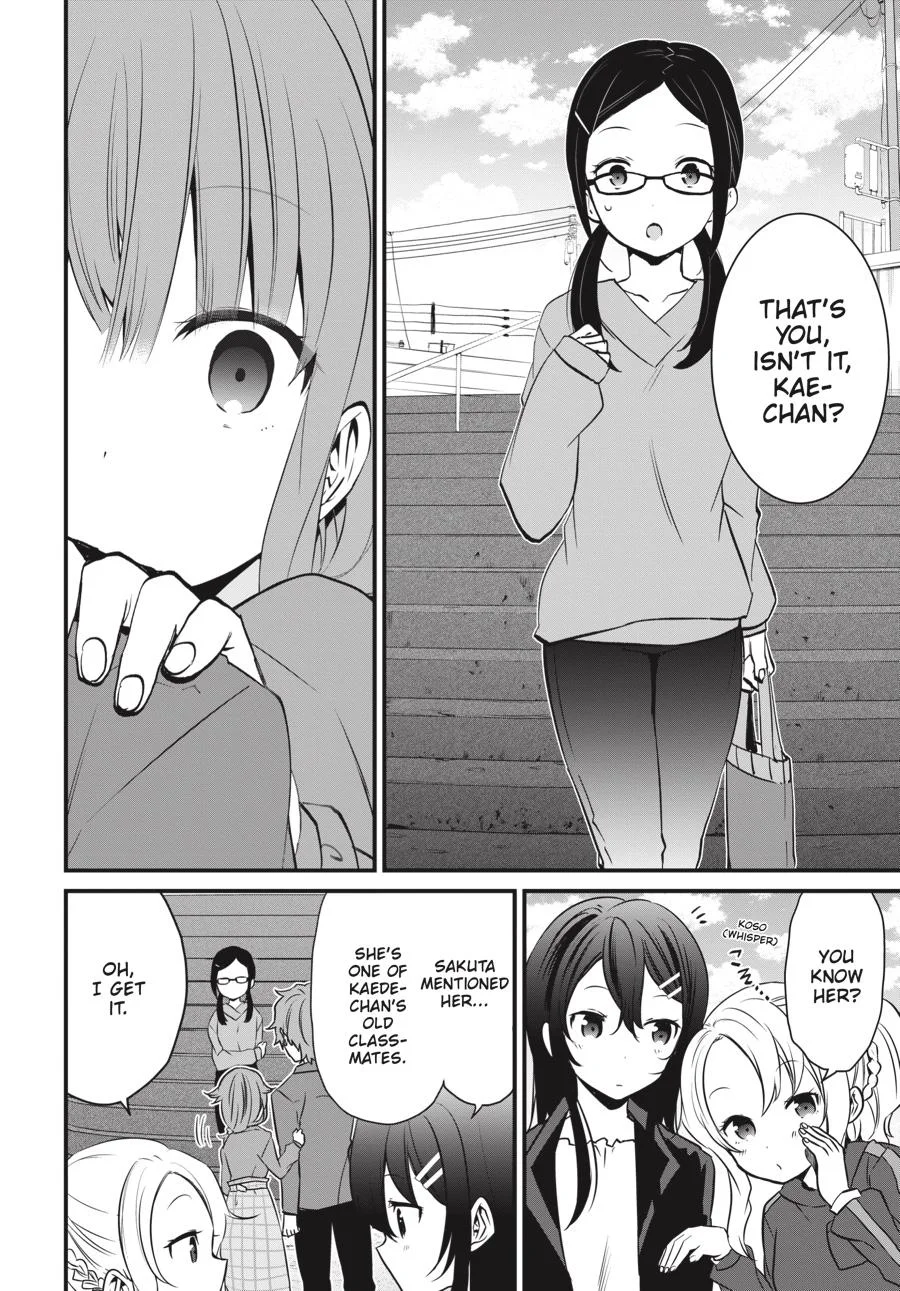 THAT'S
YOU,
ISN'T IT,
KAE-
CHAN?
YOU
KNOW
HER?
KOSO
(WHISPER)
SAKUTA
MENTIONED
HER...
SHE'S
ONE OF
KAEDE-
CHAN'S
OLD
CLASS-
MATES.
OH,
I GET
IT.